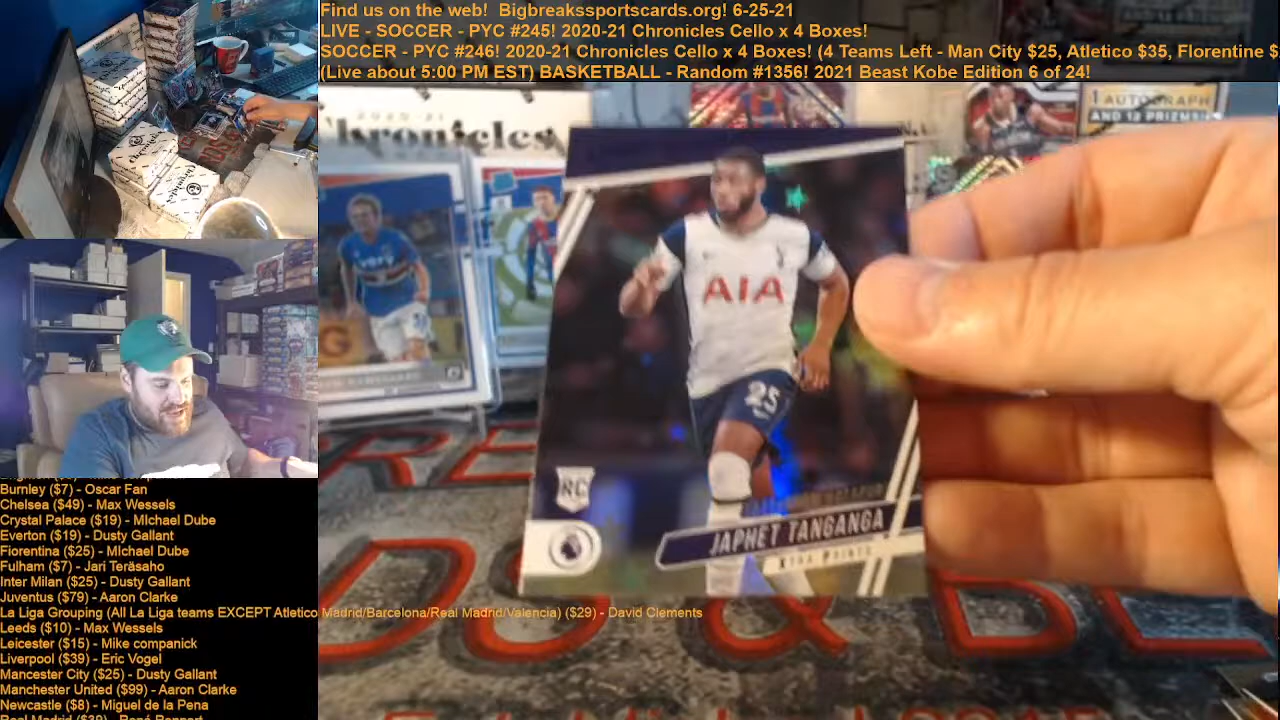 Find us on the web!  Bigbreakssportscards.org! 6-25-21
LIVE - SOCCER - PYC #245! 2020-21 Chronicles Cello x 4 Boxes!
SOCCER - PYC #246! 2020-21 Chronicles Cello x 4 Boxes! (4 Teams Left - Man City $25, Atletico $35, Florentine $
(Live about 5:00 PM EST) BASKETBALL - Random #1356! 2021 Beast Kobe Edition 6 of 24!
Chronicles
1 AUTOGRAPH
AND 12 PRIZMS
AIA
25
RC
JAPHET TANGANGA
Burnley ($7) - Oscar Fan
Chelsea ($49) - Max Wessels
Crystal Palace ($19) - MIchael Dube
Everton ($19) - Dusty Gallant
Fiorentina ($25) - MIchael Dube
Fulham ($7) - Jari Teräsaho
Inter Milan ($25) - Dusty Gallant
Juventus ($79) - Aaron Clarke
La Liga Grouping (All La Liga teams EXCEPT Atletico Madrid/Barcelona/Real Madrid/Valencia) ($29) - David Clements
Leeds ($10) - Max Wessels
Leicester ($15) - Mike companick
Liverpool ($39) - Eric Vogel
Mancester City ($25) - Dusty Gallant
Manchester United ($99) - Aaron Clarke
Newcastle ($8) - Miguel de la Pena